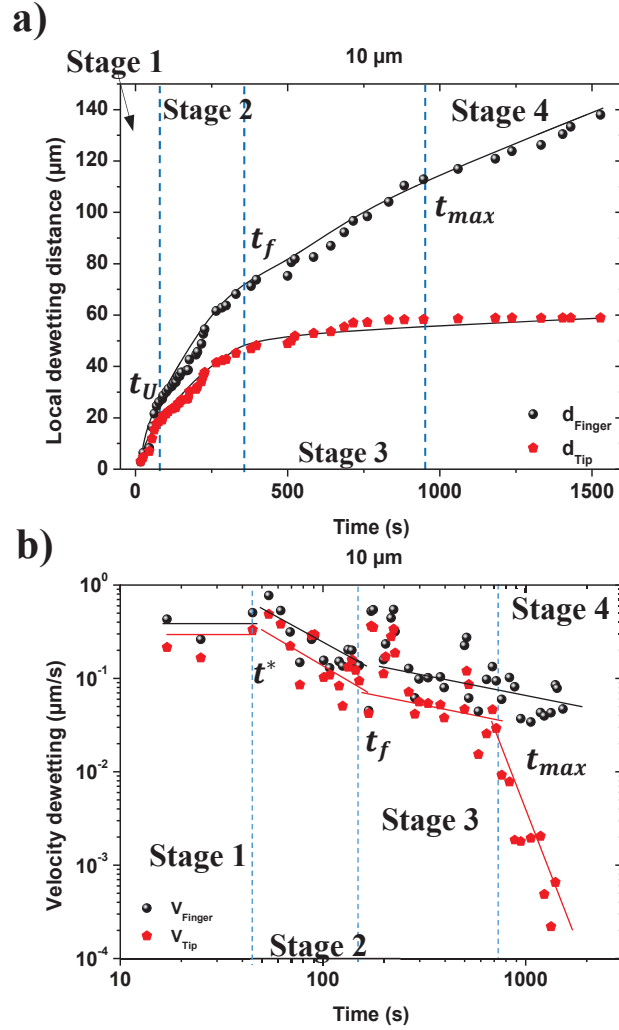 a)
Stage 1
10 µm
Stage 2
Stage 4
140
120
100
80
60
40
20
0
Local dewetting distance (µm)
t_U
t_f
t_max
Stage 3
d_Finger
d_Tip
0
500
1000
1500
Time (s)
b)
10 µm
10^0
10^-1
10^-2
10^-3
10^-4
Velocity dewetting (µm/s)
Stage 4
t*
t_f
t_max
Stage 3
Stage 1
V_Finger
V_Tip
Stage 2
10
100
1000
Time (s)